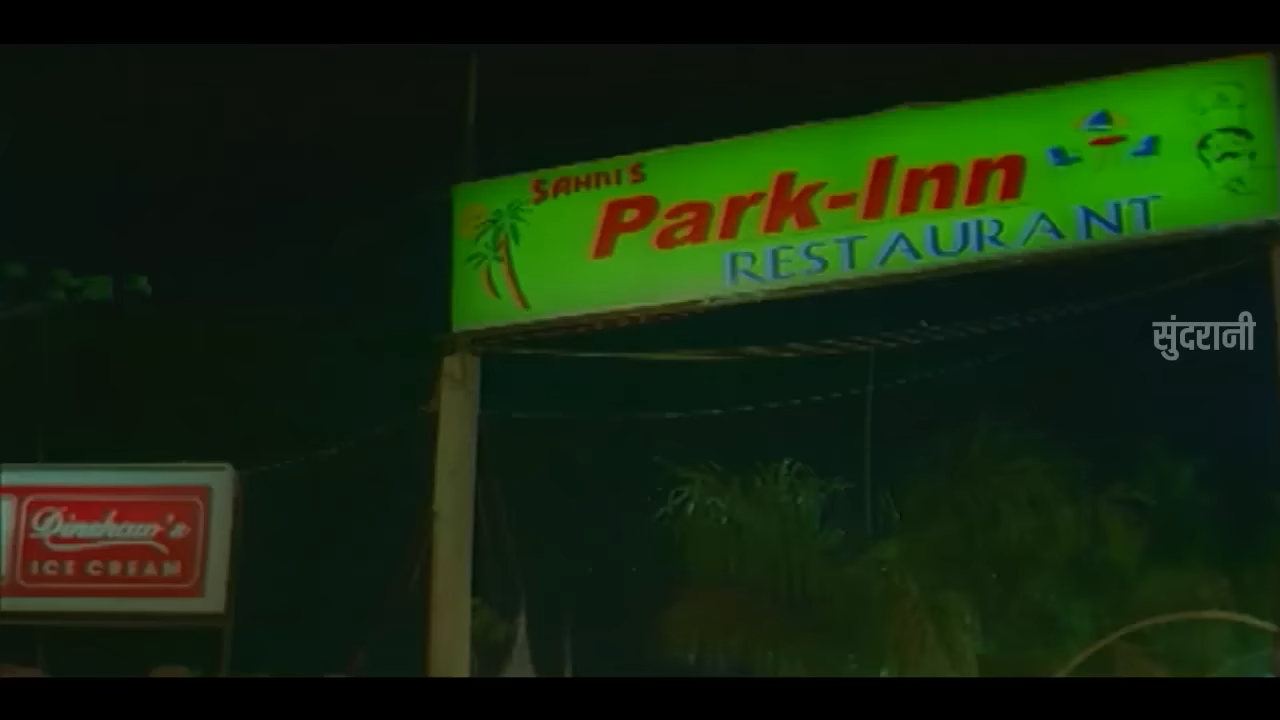 SAHNI'S
Park-Inn
RESTAURANT
सुंदरानी
Dinshaw's
ICE CREAM